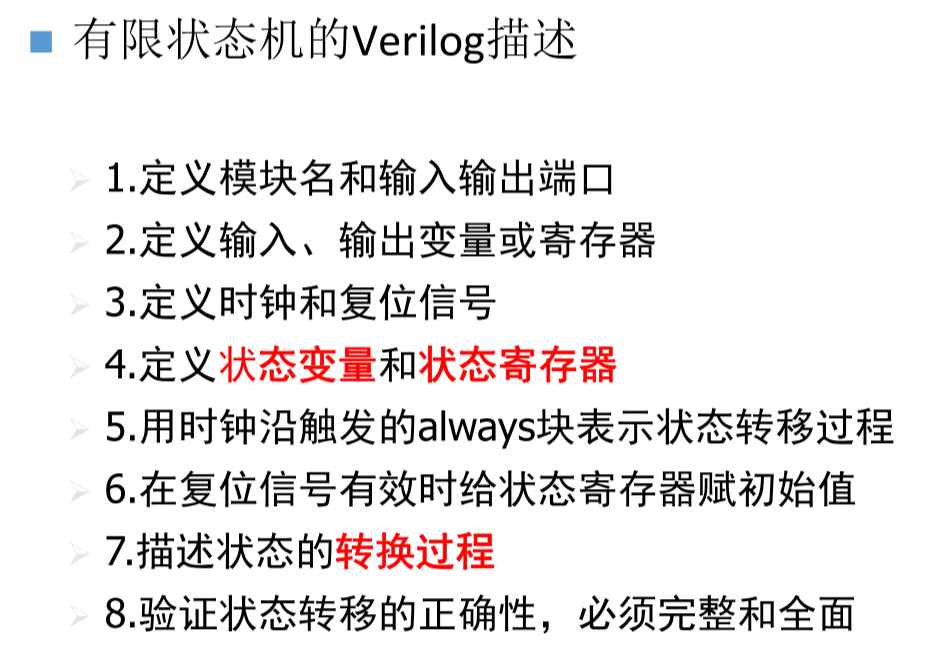 有限状态机的Verilog描述
1.定义模块名和输入输出端口
2.定义输入、输出变量或寄存器
3.定义时钟和复位信号
4.定义状态变量和状态寄存器
5.用时钟沿触发的always块表示状态转移过程
6.在复位信号有效时给状态寄存器赋初始值
7.描述状态的转换过程
8.验证状态转移的正确性，必须完整和全面